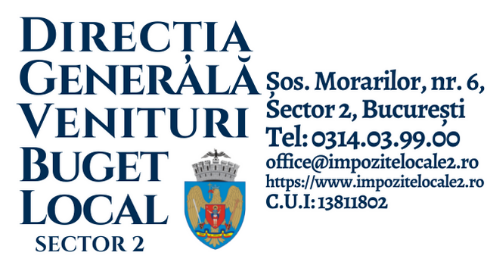 DIRECȚIA
GENERALĂ
VENITURI
BUGET
LOCAL
SECTOR 2
Șos. Morarilor, nr. 6,
Sector 2, București
Tel: 0314.03.99.00
office@impozitelocale2.ro
https://www.impozitelocale2.ro
C.U.I: 13811802